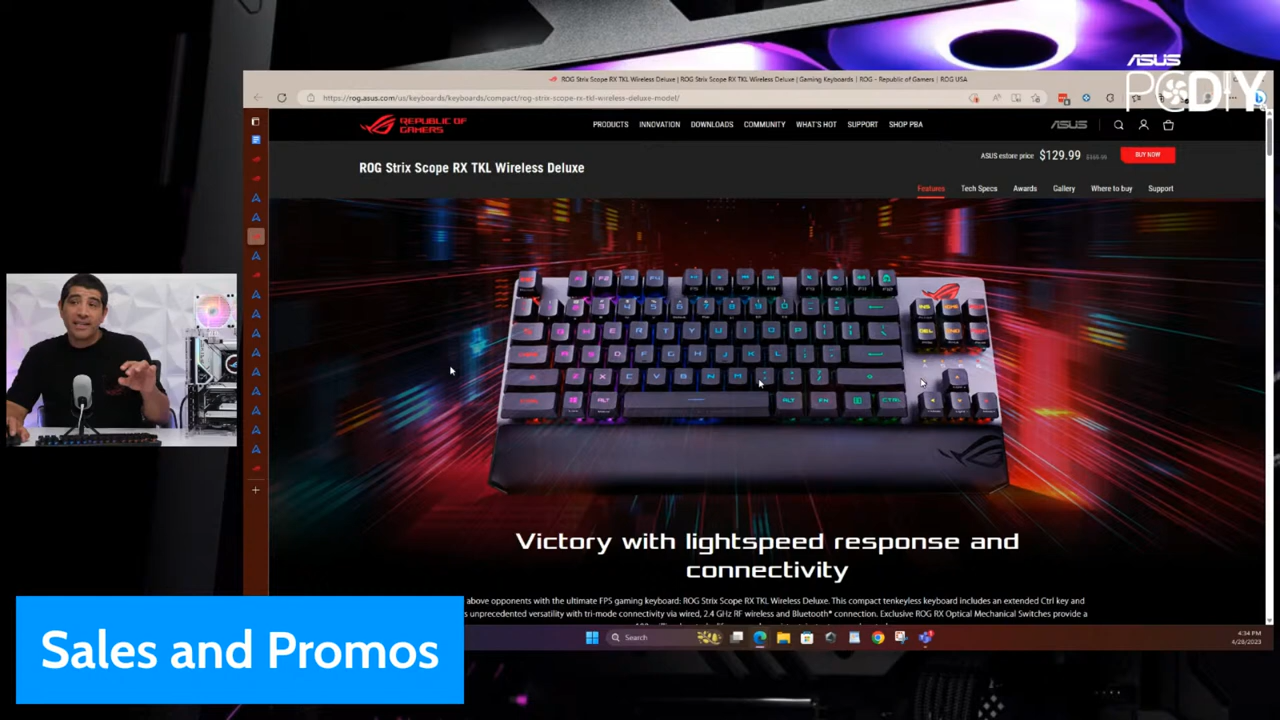 ASUS
PCDIY
ROG Strix Scope RX TKL Wireless Deluxe | ROG Strix Scope RX TKL Wireless Deluxe | Gaming Keyboards | ROG - Republic of Gamers | ROG USA
https://rog.asus.com/us/keyboards/keyboards/compact/rog-strix-scope-rx-tkl-wireless-deluxe-model/
REPUBLIC OF
GAMERS
PRODUCTS INNOVATION DOWNLOADS COMMUNITY WHAT'S HOT SUPPORT SHOP PBA
ASUS
ROG Strix Scope RX TKL Wireless Deluxe
ASUS estore price $129.99 BUY NOW
Features Tech Specs Awards Gallery Where to buy Support
Victory with lightspeed response and
connectivity
above opponents with the ultimate FPS gaming keyboard: ROG Strix Scope RX TKL Wireless Deluxe. This compact tenkeyless keyboard includes an extended Ctrl key and
s unprecedented versatility with tri-mode connectivity via wired, 2.4 GHz RF wireless and Bluetooth® connection. Exclusive ROG RX Optical Mechanical Switches provide a
Search
4:34 PM
4/28/2023
Sales and Promos